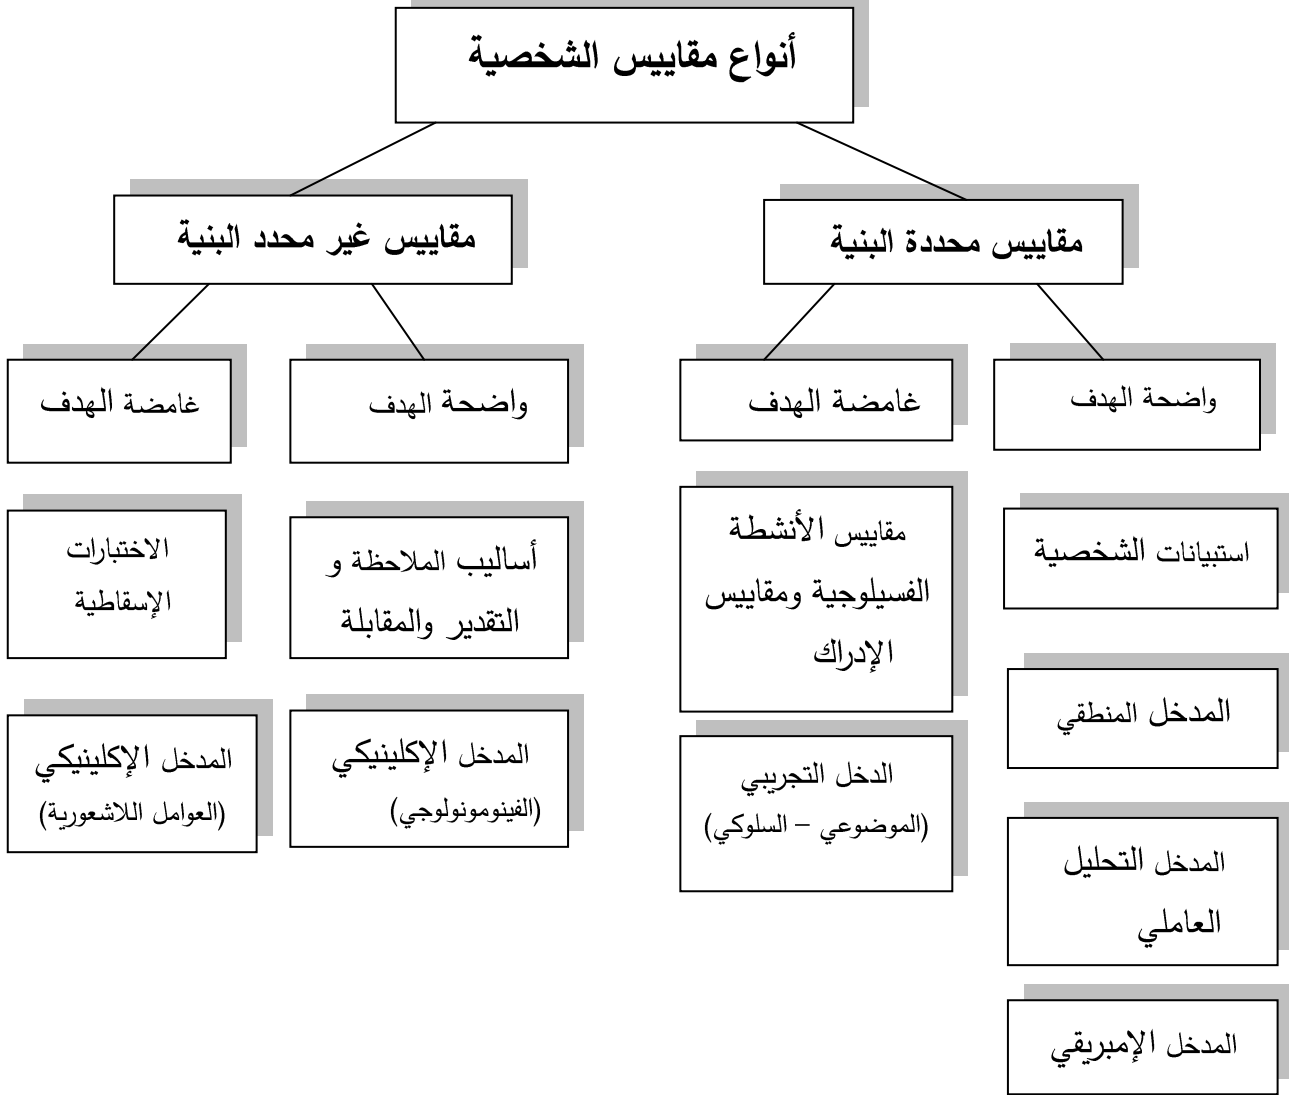 أنواع مقاييس الشخصية
مقاييس محددة البنية
مقاييس غير محدد البنية
واضحة الهدف
غامضة الهدف
واضحة الهدف
غامضة الهدف
استبيانات الشخصية
مقاييس الأنشطة
الفسيلوجية ومقاييس
الإدراك
أساليب الملاحظة و
التقدير والمقابلة
الاختبارات
الإسقاطية
المدخل المنطقي
الدخل التجريبي
(الموضوعي – السلوكي)
المدخل الإكلينيكي
(الفينومونولوجي)
المدخل الإكلينيكي
(العوامل اللاشعورية)
المدخل التحليل
العاملي
المدخل الإمبريقي